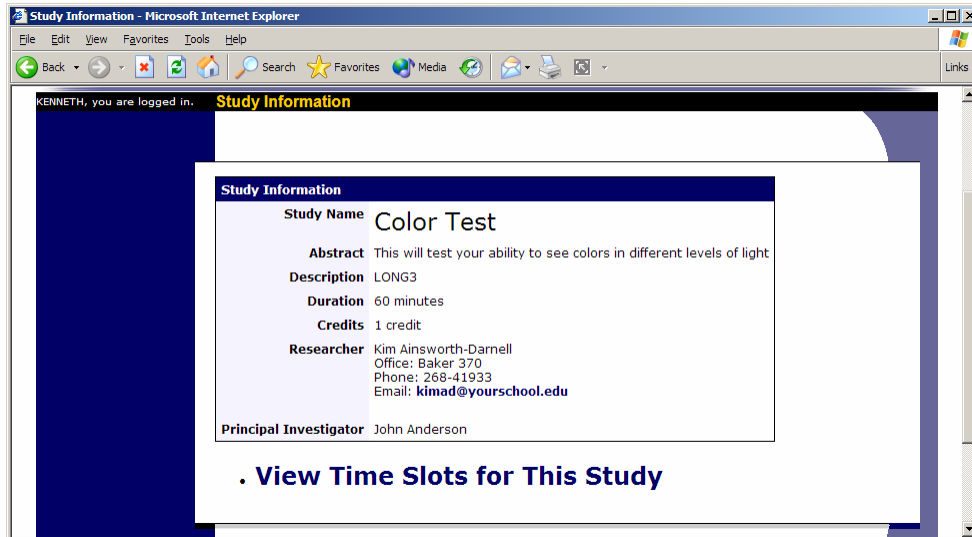 Study Information - Microsoft Internet Explorer
File Edit View Favorites Tools Help
Back Search Favorites Media Links
KENNETH, you are logged in. Study Information
Study Information
Study Name Color Test
Abstract This will test your ability to see colors in different levels of light
Description LONG3
Duration 60 minutes
Credits 1 credit
Researcher Kim Ainsworth-Darnell
Office: Baker 370
Phone: 268-41933
Email: kimad@yourschool.edu
Principal Investigator John Anderson
• View Time Slots for This Study